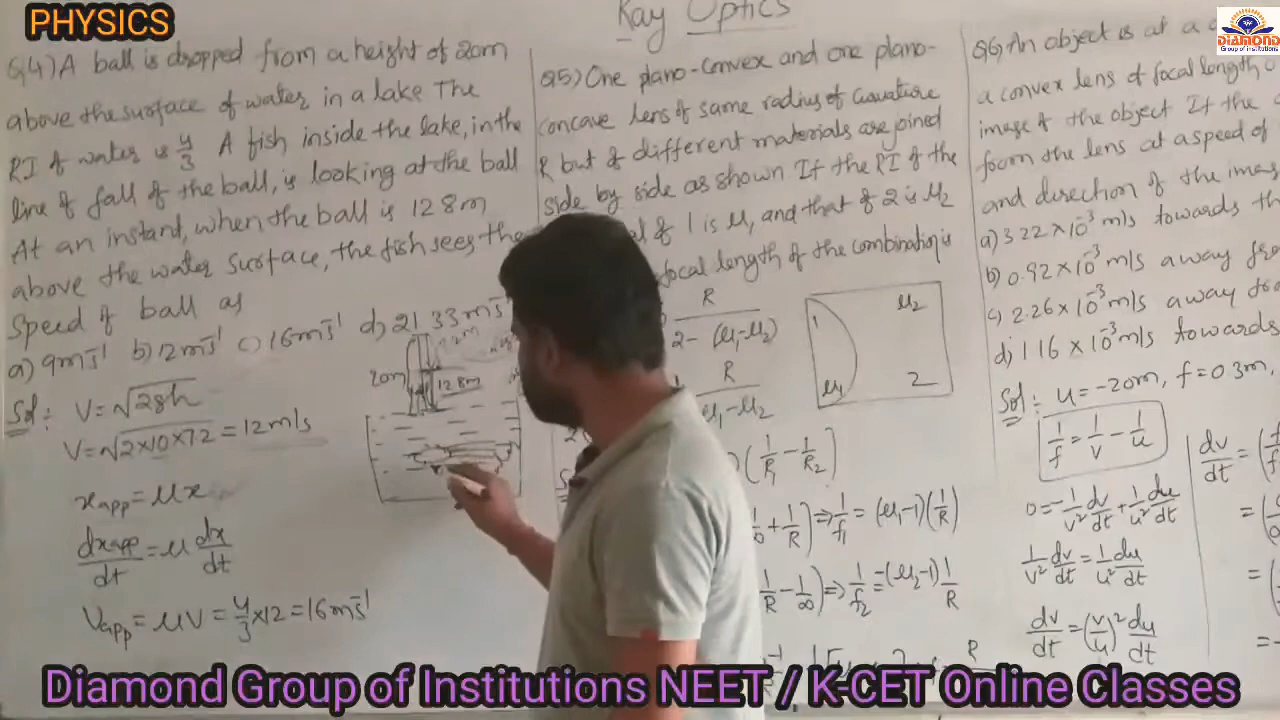 PHYSICS
Ray Optics
DIAMOND
Group of institutions
Q4) A ball is dropped from a height of 20m
above the surface of water in a lake The
RI of water is 4/3 A fish inside the lake, in the
line of fall of the ball, is looking at the ball
At an instant, when the ball is 12 8m
above the water surface, the fish sees the
speed of ball as
a) 9ms⁻¹ b) 12ms⁻¹ c) 16ms⁻¹ d) 21 33ms⁻¹
Sol: V = √2gh
V = √2×10×7 2 = 12m/s
x_app = μx
dx_app/dt = μ dx/dt
V_app = μV = 4/3 × 12 = 16ms⁻¹
20m
12 8m
Q5) One plano-convex and one plano-
concave lens of same radius of curvature
R but of different materials are joined
side by side as shown If the RI of the
of 1 is μ₁ and that of 2 is μ₂
focal length of the combination is
R/2-(μ₁-μ₂)
R/μ₁-μ₂
1
μ₁
μ₂
2
(1/R₁ - 1/R₂)
+ 1/R) ⇒ 1/f₁ = (μ₁-1)(1/R)
1/R - 1/∞) ⇒ 1/f₂ = -(μ₂-1) 1/R
R
Q6) An object is at a
a convex lens of focal length 0
image of the object If the
from the lens at a speed of
and direction of the image
a) 3 22×10⁻³ m/s towards th
b) 0.92×10⁻³ m/s away fro
c) 2.26×10⁻³ m/s away fro
d) 1 16×10⁻³ m/s towards
Sol: u = -20m, f = 0 3m,
1/f = 1/v - 1/u
0 = -1/v² dv/dt + 1/u² du/dt
1/v² dv/dt = 1/u² du/dt
dv/dt = (v/u)² du/dt
dv/dt = (f/
= (
= (
= -
Diamond Group of Institutions NEET / K-CET Online Classes